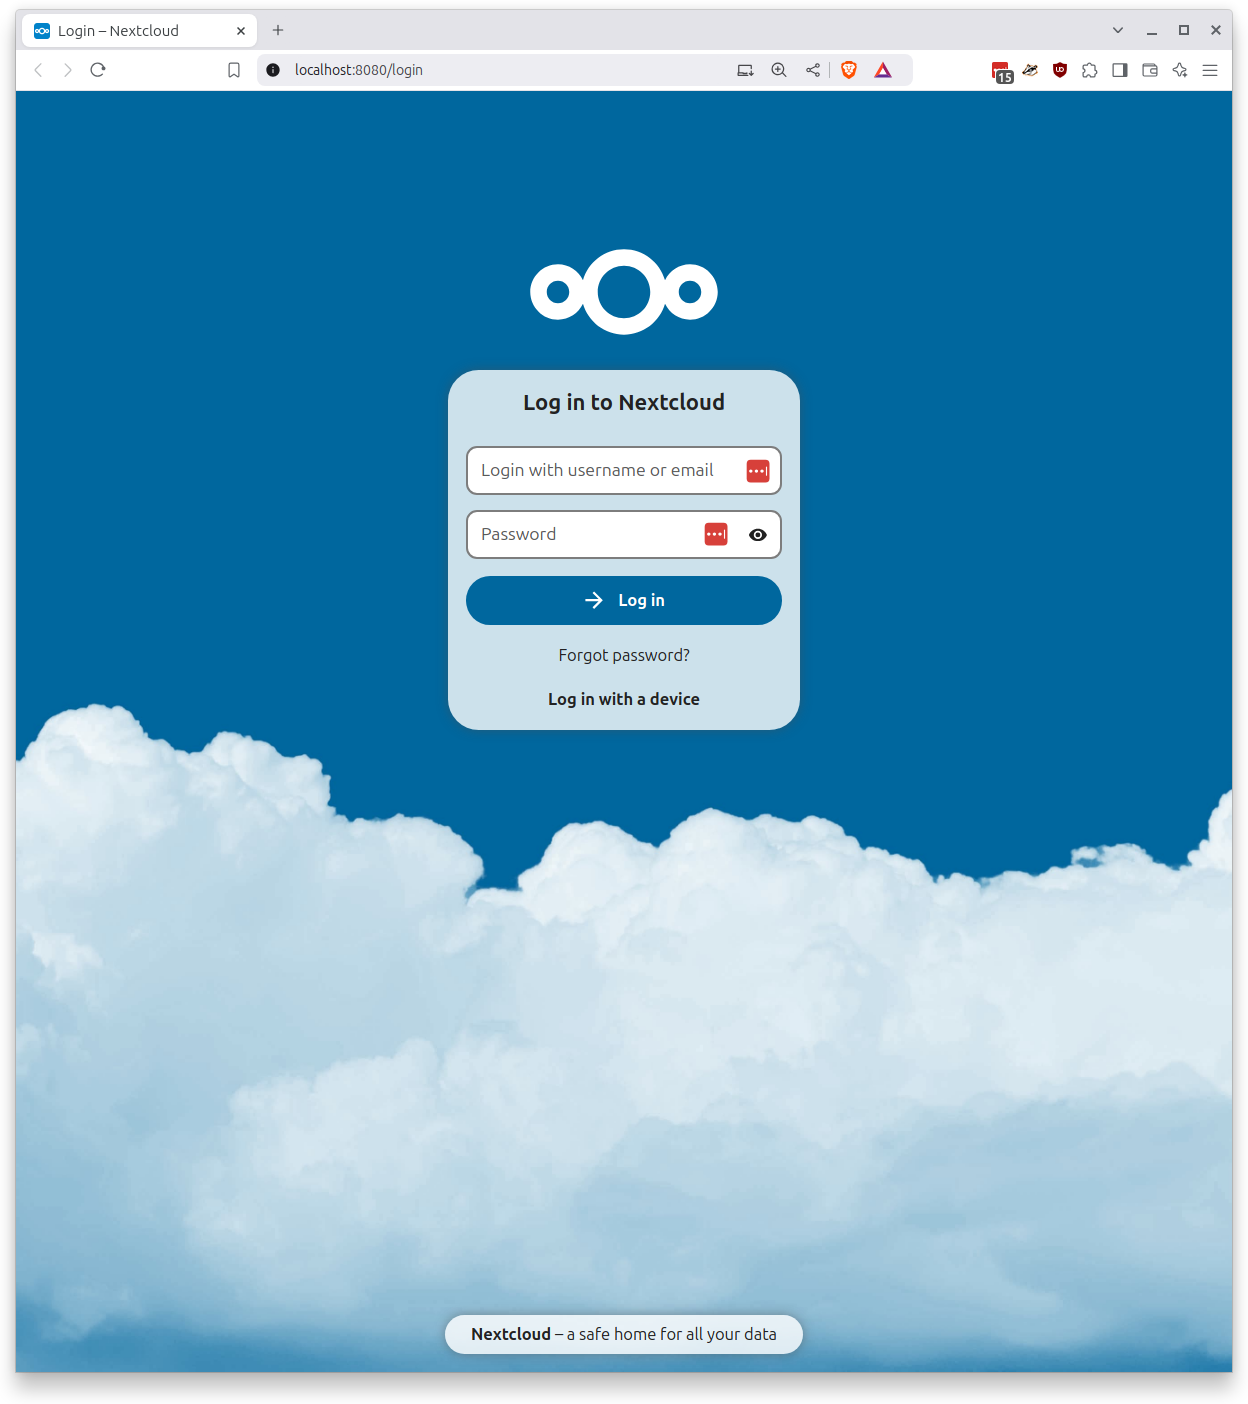 Login – Nextcloud
localhost:8080/login
15
Log in to Nextcloud
Login with username or email
Password
Log in
Forgot password?
Log in with a device
Nextcloud – a safe home for all your data